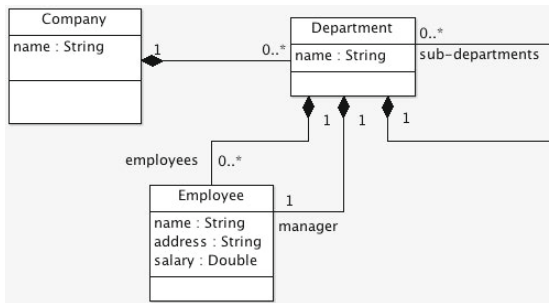 Company
name : String
1
0..*
Department
name : String
0..*
sub-departments
1
1
1
employees
0..*
Employee
name : String
address : String
salary : Double
1
manager